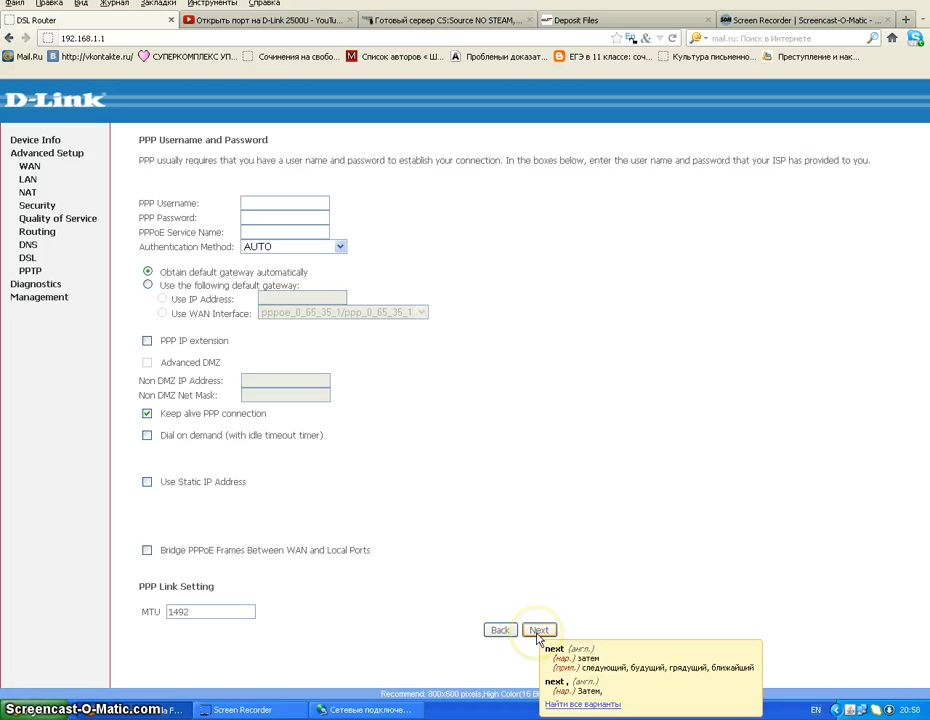 Файл Правка Вид Журнал Закладки Инструменты Справка
DSL Router
Открыть порт на D-Link 2500U - YouTu...
Готовый сервер CS:Source NO STEAM,...
Deposit Files
Screen Recorder | Screencast-O-Matic -...
192.168.1.1
mail.ru: Поиск в Интернете
Mail.Ru
http://vkontakte.ru/
СУПЕРКОМПЛЕКС УП...
Сочинения на свобо...
Список авторов « Ш...
Проблемы доказат...
ЕГЭ в 11 классе: соч...
Культура письменно...
Преступление и нак...
D-Link
Device Info
Advanced Setup
WAN
LAN
NAT
Security
Quality of Service
Routing
DNS
DSL
PPTP
Diagnostics
Management
PPP Username and Password
PPP usually requires that you have a user name and password to establish your connection. In the boxes below, enter the user name and password that your ISP has provided to you.
PPP Username:
PPP Password:
PPPoE Service Name:
Authentication Method: AUTO
Obtain default gateway automatically
Use the following default gateway:
Use IP Address:
Use WAN Interface: pppoe_0_65_35_1/ppp_0_65_35_1
PPP IP extension
Advanced DMZ
Non DMZ IP Address:
Non DMZ Net Mask:
Keep alive PPP connection
Dial on demand (with idle timeout timer)
Use Static IP Address
Bridge PPPoE Frames Between WAN and Local Ports
PPP Link Setting
MTU 1492
Back Next
next (англ.)
(нар.) затем
(прил.) следующий, будущий, грядущий, ближайший
next , (англ.)
(нар.) Затем,
Найти все варианты
Recommend: 800x600 pixels,High Color(16 B
Screencast-O-Matic.com
la F...
Screen Recorder
Сетевые подключе...
EN
20:58